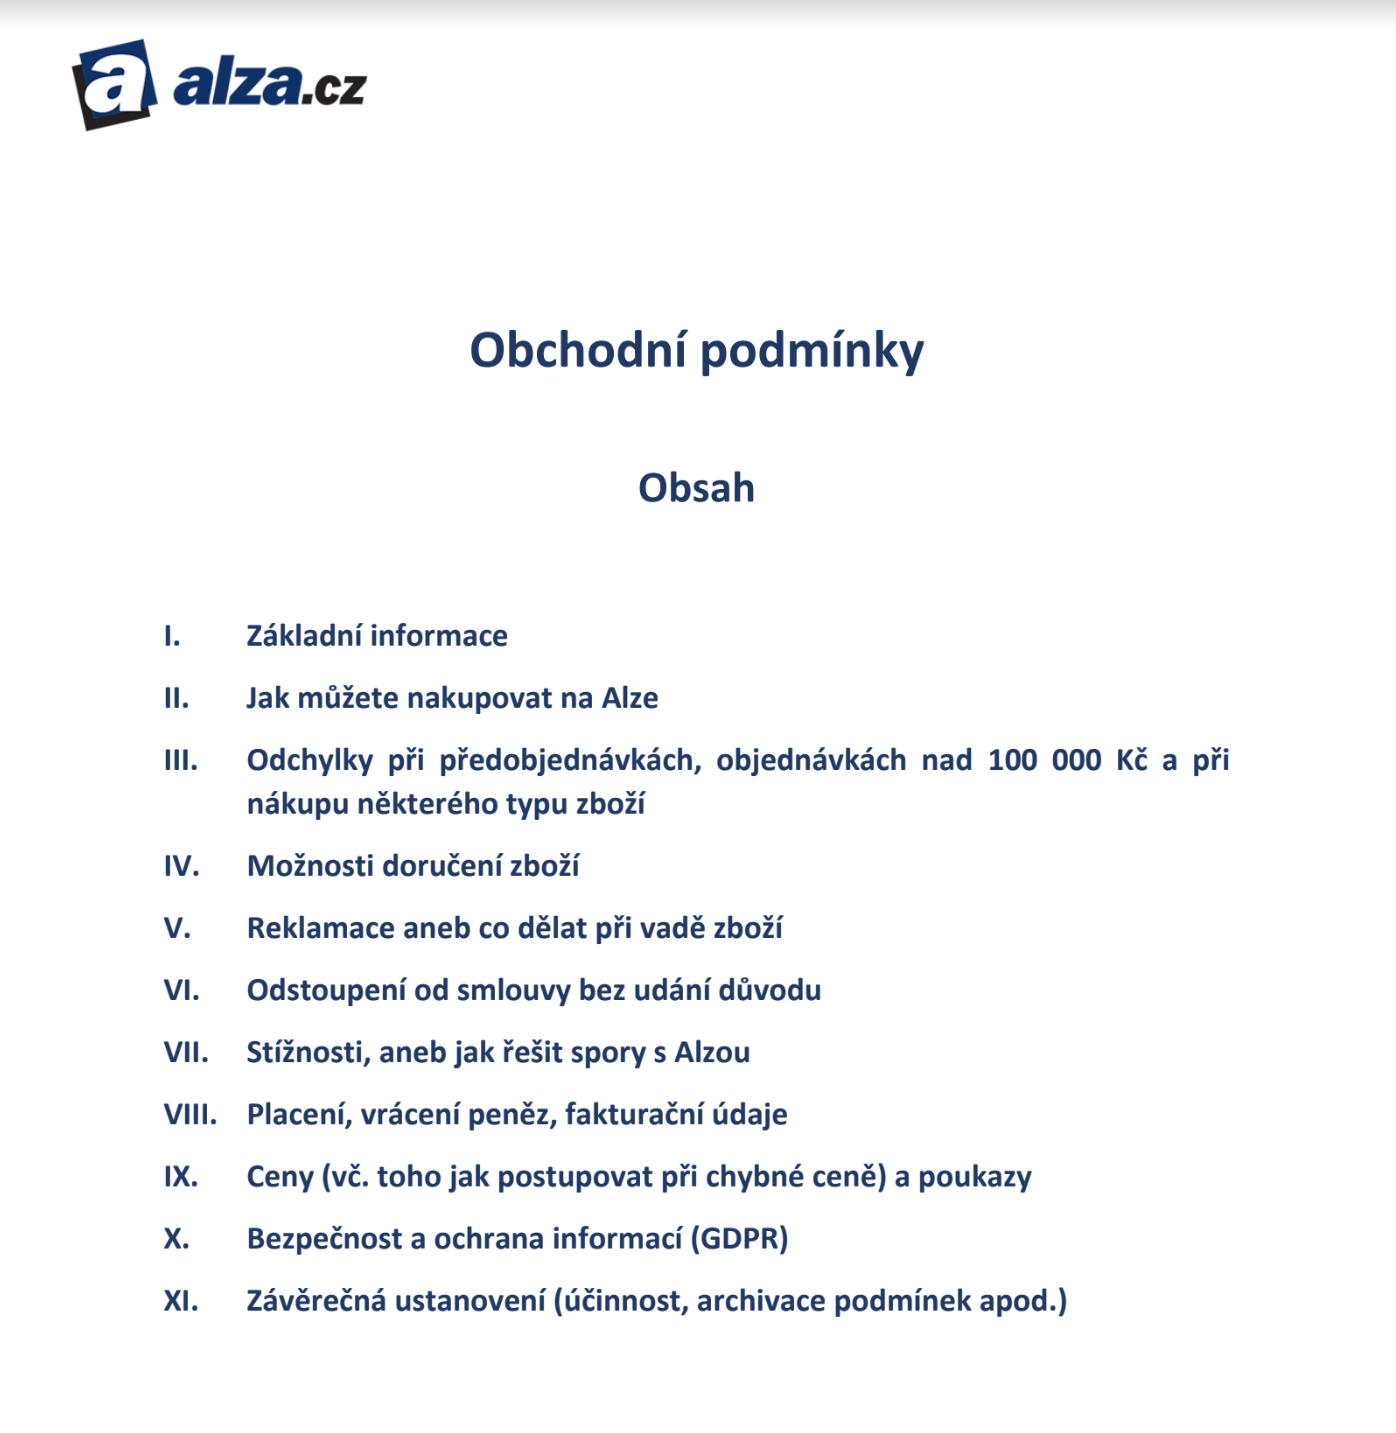 a alza.cz
Obchodní podmínky
Obsah
I. Základní informace
II. Jak můžete nakupovat na Alze
III. Odchylky při předobjednávkách, objednávkách nad 100 000 Kč a při
nákupu některého typu zboží
IV. Možnosti doručení zboží
V. Reklamace aneb co dělat při vadě zboží
VI. Odstoupení od smlouvy bez udání důvodu
VII. Stížnosti, aneb jak řešit spory s Alzou
VIII. Placení, vrácení peněz, fakturační údaje
IX. Ceny (vč. toho jak postupovat při chybné ceně) a poukazy
X. Bezpečnost a ochrana informací (GDPR)
XI. Závěrečná ustanovení (účinnost, archivace podmínek apod.)